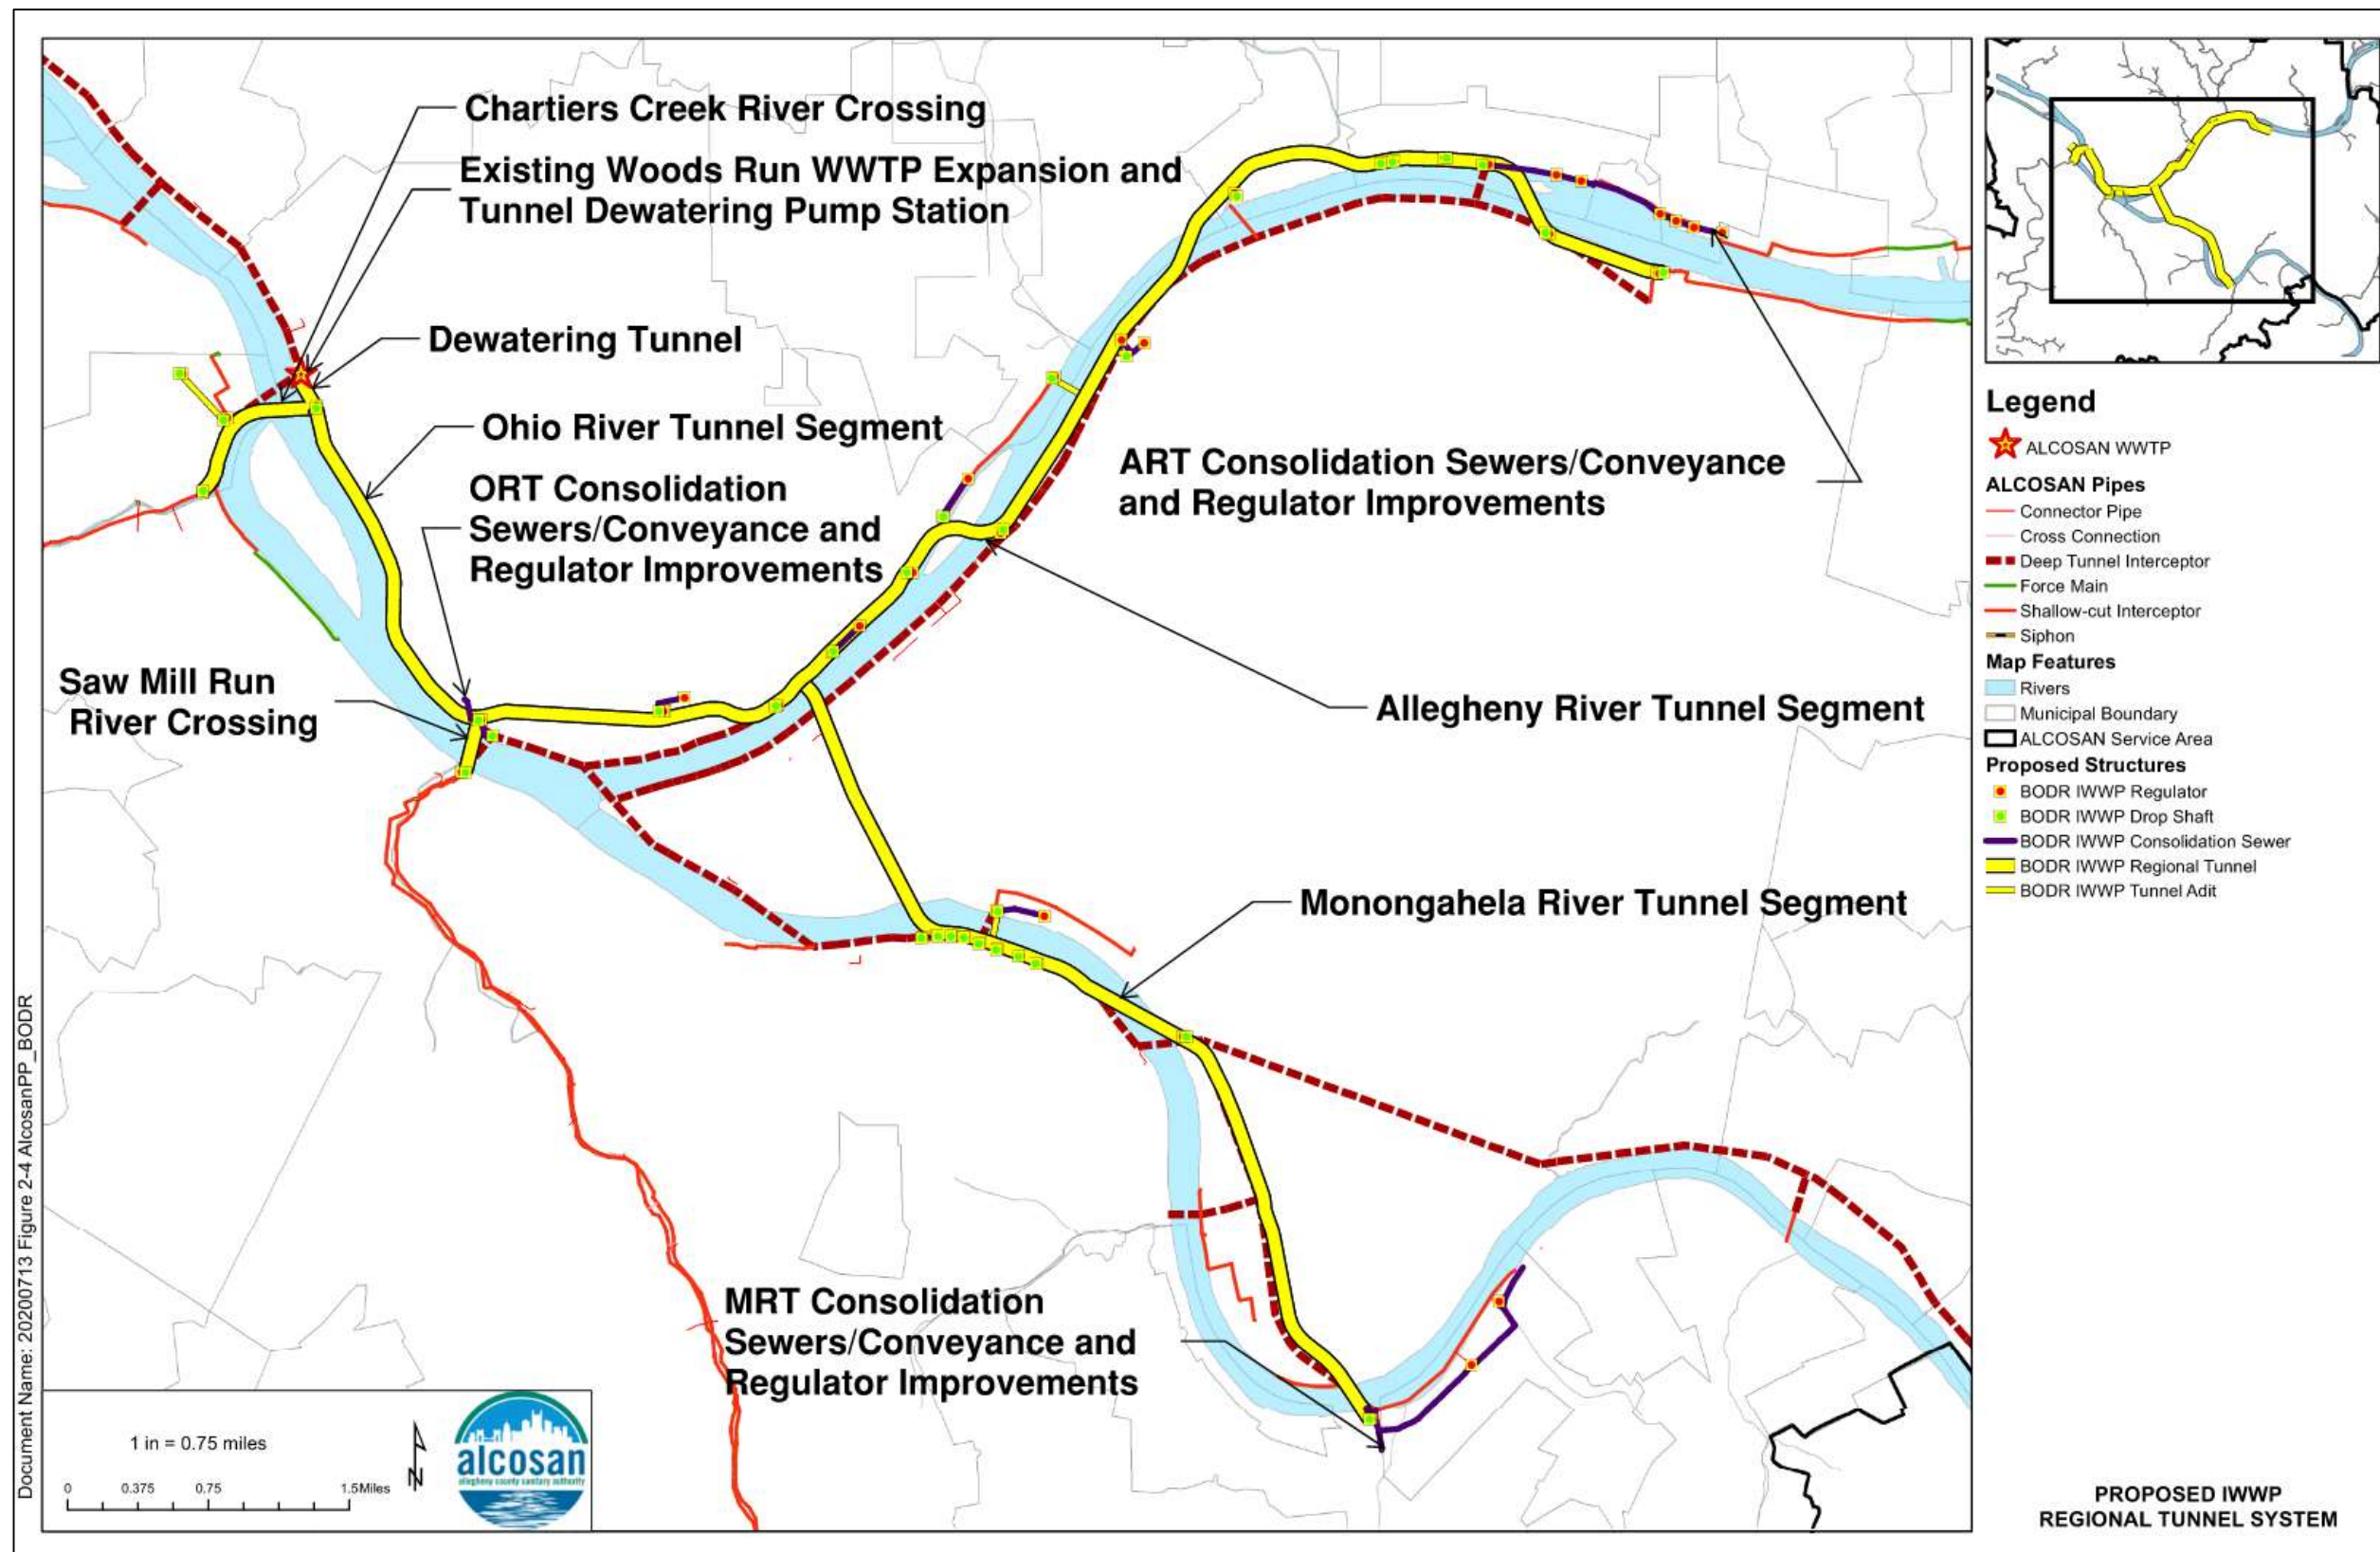 Chartiers Creek River Crossing
Existing Woods Run WWTP Expansion and
Tunnel Dewatering Pump Station
Dewatering Tunnel
Ohio River Tunnel Segment
ORT Consolidation
Sewers/Conveyance and
Regulator Improvements
ART Consolidation Sewers/Conveyance
and Regulator Improvements
Saw Mill Run
River Crossing
Allegheny River Tunnel Segment
Monongahela River Tunnel Segment
MRT Consolidation
Sewers/Conveyance and
Regulator Improvements
Document Name: 20200713 Figure 2-4 AlcosanPP_BODR
1 in = 0.75 miles
0 0.375 0.75 1.5Miles
N
alcosan
allegheny county sanitary authority
Legend
ALCOSAN WWTP
ALCOSAN Pipes
Connector Pipe
Cross Connection
Deep Tunnel Interceptor
Force Main
Shallow-cut Interceptor
Siphon
Map Features
Rivers
Municipal Boundary
ALCOSAN Service Area
Proposed Structures
BODR IWWP Regulator
BODR IWWP Drop Shaft
BODR IWWP Consolidation Sewer
BODR IWWP Regional Tunnel
BODR IWWP Tunnel Adit
PROPOSED IWWP
REGIONAL TUNNEL SYSTEM